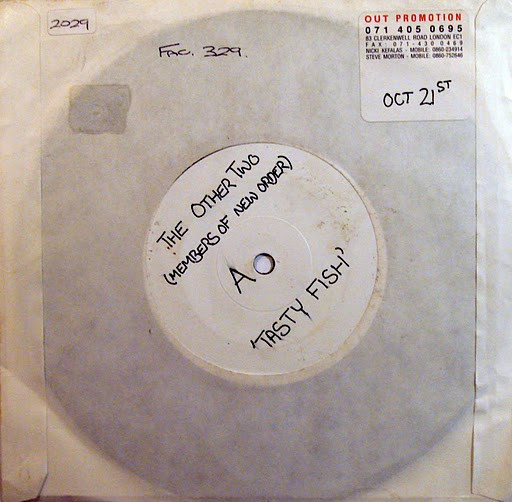 2029
FAC. 329.
OUT PROMOTION
071 405 0695
83 CLERKENWELL ROAD LONDON EC1
FAX: 071-430 0469
NICKI KEFALAS - MOBILE: 0860-234914
STEVE MORTON - MOBILE: 0860-752646
OCT 21ST
THE OTHER TWO
(MEMBERS OF NEW ORDER)
A
'TASTY FISH'